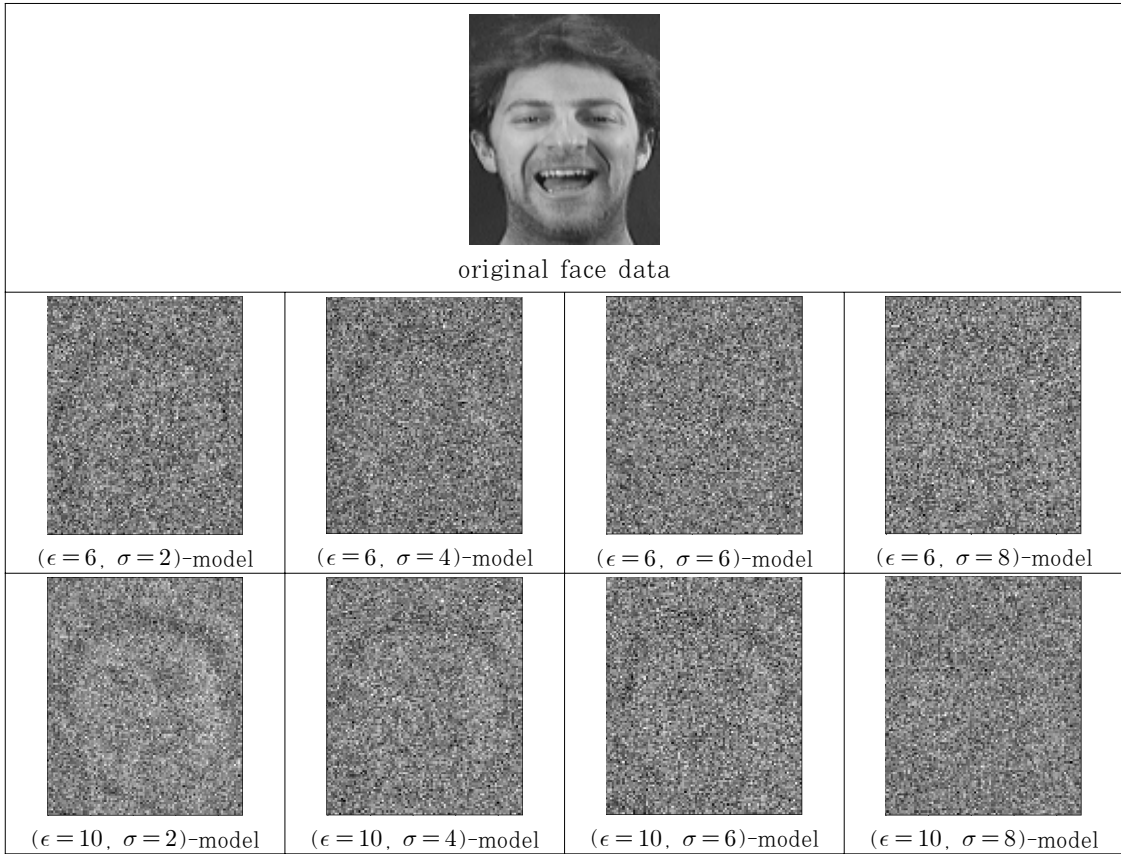 original face data
(ϵ=6, σ=2)-model
(ϵ=6, σ=4)-model
(ϵ=6, σ=6)-model
(ϵ=6, σ=8)-model
(ϵ=10, σ=2)-model
(ϵ=10, σ=4)-model
(ϵ=10, σ=6)-model
(ϵ=10, σ=8)-model